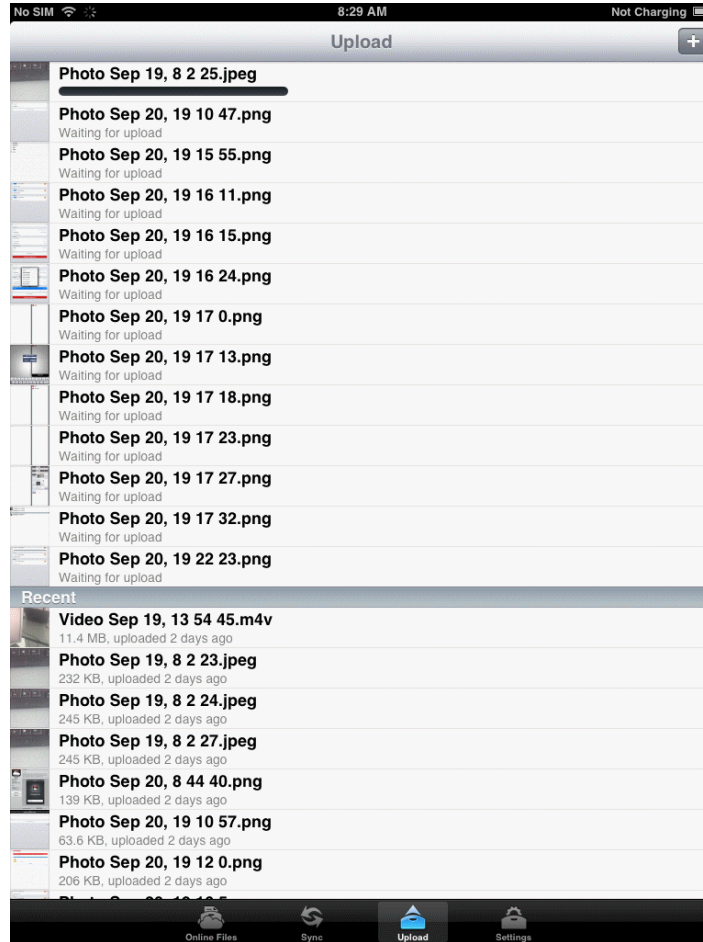 No SIM 8:29 AM Not Charging
Upload
Photo Sep 19, 8 2 25.jpeg
Photo Sep 20, 19 10 47.png
Waiting for upload
Photo Sep 20, 19 15 55.png
Waiting for upload
Photo Sep 20, 19 16 11.png
Waiting for upload
Photo Sep 20, 19 16 15.png
Waiting for upload
Photo Sep 20, 19 16 24.png
Waiting for upload
Photo Sep 20, 19 17 0.png
Waiting for upload
Photo Sep 20, 19 17 13.png
Waiting for upload
Photo Sep 20, 19 17 18.png
Waiting for upload
Photo Sep 20, 19 17 23.png
Waiting for upload
Photo Sep 20, 19 17 27.png
Waiting for upload
Photo Sep 20, 19 17 32.png
Waiting for upload
Photo Sep 20, 19 22 23.png
Waiting for upload
Recent
Video Sep 19, 13 54 45.m4v
11.4 MB, uploaded 2 days ago
Photo Sep 19, 8 2 23.jpeg
232 KB, uploaded 2 days ago
Photo Sep 19, 8 2 24.jpeg
245 KB, uploaded 2 days ago
Photo Sep 19, 8 2 27.jpeg
245 KB, uploaded 2 days ago
Photo Sep 20, 8 44 40.png
139 KB, uploaded 2 days ago
Photo Sep 20, 19 10 57.png
63.6 KB, uploaded 2 days ago
Photo Sep 20, 19 12 0.png
206 KB, uploaded 2 days ago
Online Files Sync Upload Settings